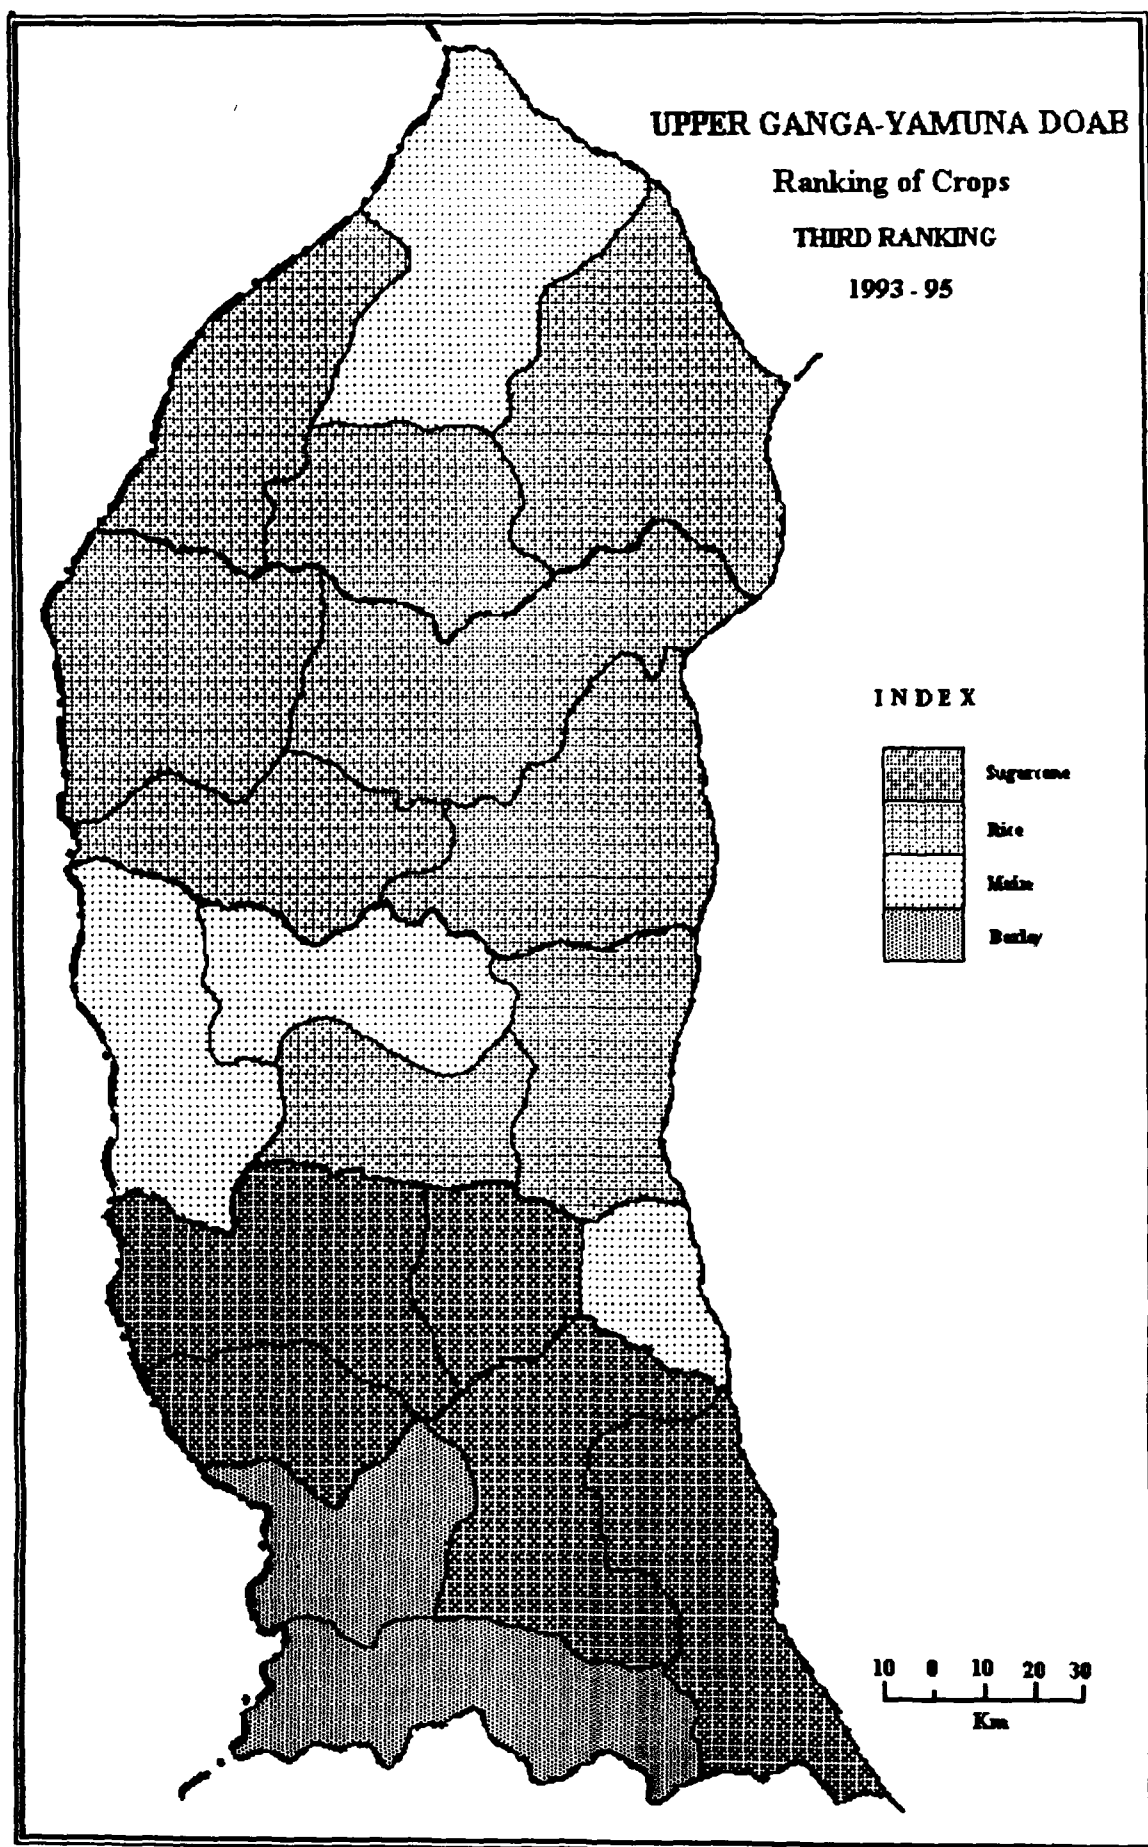 UPPER GANGA-YAMUNA DOAB
Ranking of Crops
THIRD RANKING
1993 - 95
INDEX
Sugarcane
Rice
Maize
Barley
10 0 10 20 30
Km